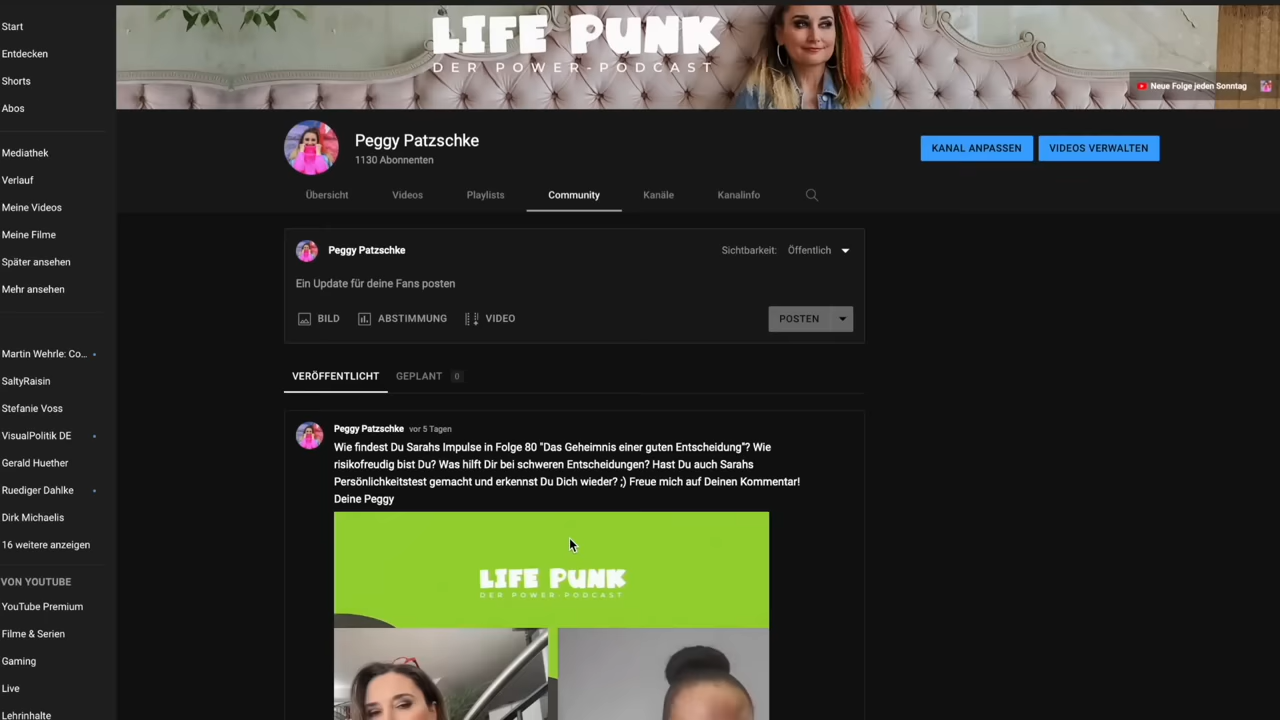 Start
Entdecken
Shorts
Abos
Mediathek
Verlauf
Meine Videos
Meine Filme
Später ansehen
Mehr ansehen
Martin Wehrle: Co...
SaltyRaisin
Stefanie Voss
VisualPolitik DE
Gerald Huether
Ruediger Dahlke
Dirk Michaelis
16 weitere anzeigen
VON YOUTUBE
YouTube Premium
Filme & Serien
Gaming
Live
Lehrinhalte
LIFE PUNK
DER POWER-PODCAST
Neue Folge jeden Sonntag
Peggy Patzschke
1130 Abonnenten
KANAL ANPASSEN
VIDEOS VERWALTEN
Übersicht Videos Playlists Community Kanäle Kanalinfo
Peggy Patzschke
Sichtbarkeit: Öffentlich
Ein Update für deine Fans posten
BILD ABSTIMMUNG VIDEO
POSTEN
VERÖFFENTLICHT GEPLANT 0
Peggy Patzschke vor 5 Tagen
Wie findest Du Sarahs Impulse in Folge 80 "Das Geheimnis einer guten Entscheidung"? Wie
risikofreudig bist Du? Was hilft Dir bei schweren Entscheidungen? Hast Du auch Sarahs
Persönlichkeitstest gemacht und erkennst Du Dich wieder? ;) Freue mich auf Deinen Kommentar!
Deine Peggy
LIFE PUNK
DER POWER-PODCAST